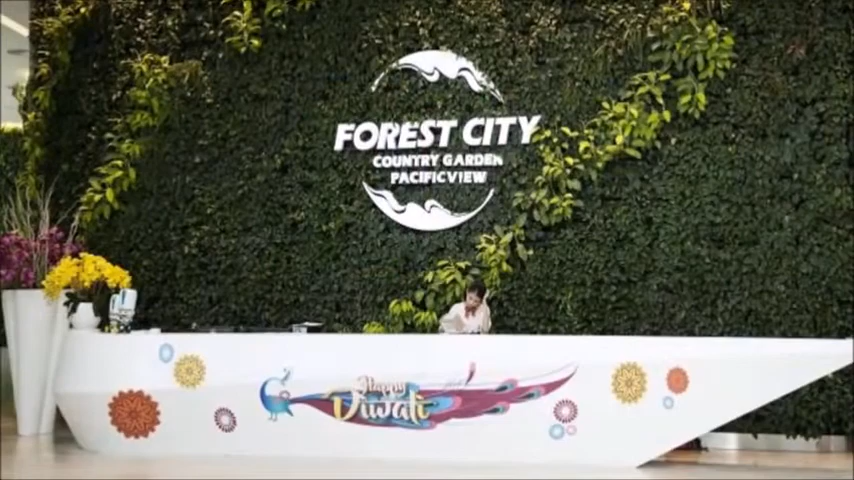 FOREST CITY
COUNTRY GARDEN
PACIFICVIEW
Happy
Diwali